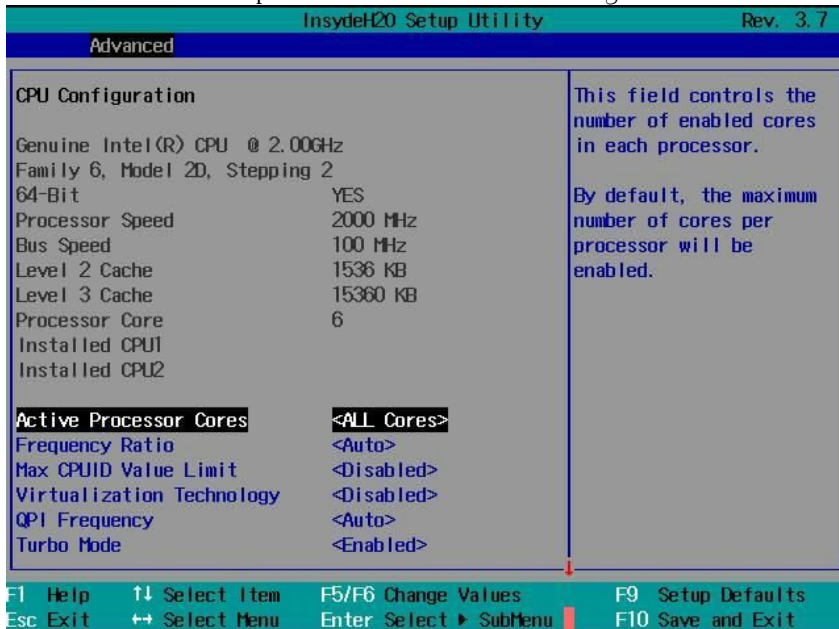 InsydeH2O Setup Utility Rev. 3.7
Advanced
CPU Configuration
Genuine Intel(R) CPU @ 2.00GHz
Family 6, Model 2D, Stepping 2
64-Bit YES
Processor Speed 2000 MHz
Bus Speed 100 MHz
Level 2 Cache 1536 KB
Level 3 Cache 15360 KB
Processor Core 6
Installed CPU1
Installed CPU2
Active Processor Cores <ALL Cores>
Frequency Ratio <Auto>
Max CPUID Value Limit <Disabled>
Virtualization Technology <Disabled>
QPI Frequency <Auto>
Turbo Mode <Enabled>
This field controls the
number of enabled cores
in each processor.
By default, the maximum
number of cores per
processor will be
enabled.
F1 Help ↑↓ Select Item F5/F6 Change Values F9 Setup Defaults
Esc Exit ↔ Select Menu Enter Select ▶ SubMenu F10 Save and Exit